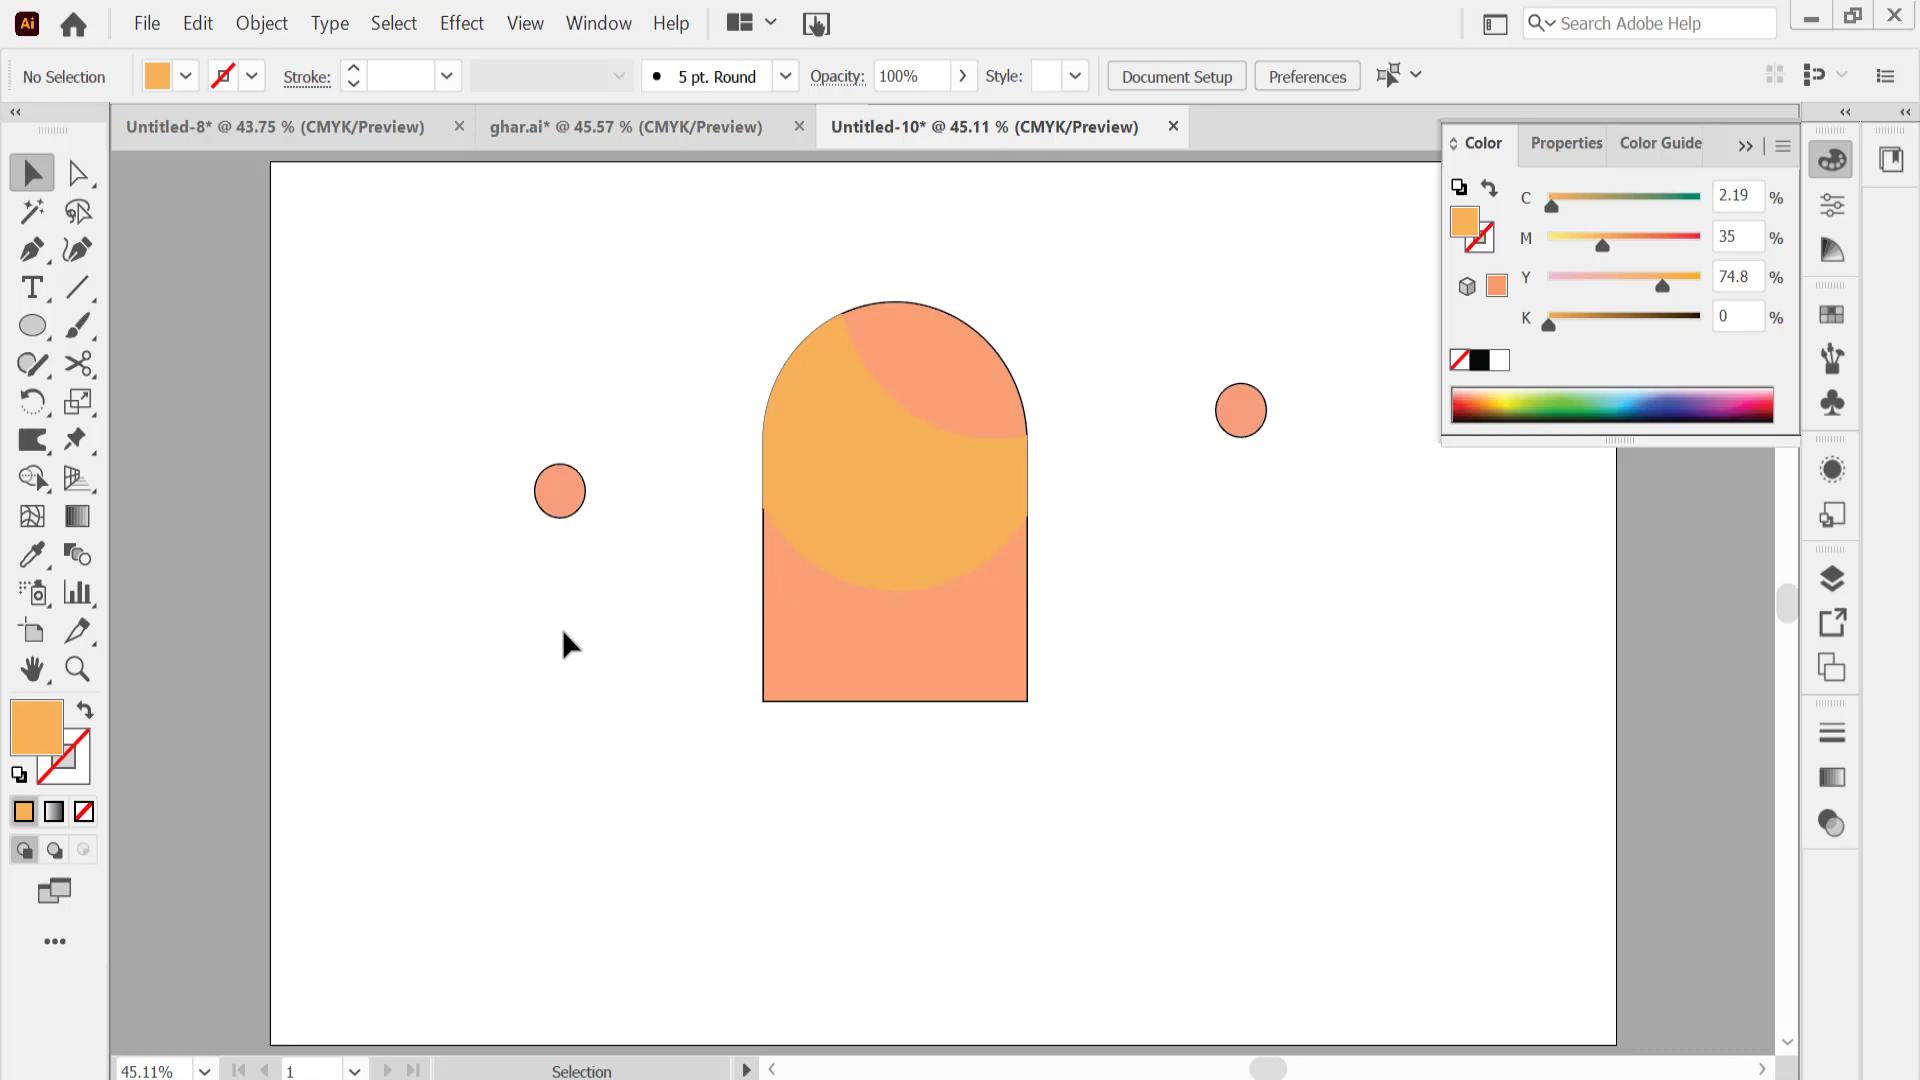 Ai File Edit Object Type Select Effect View Window Help Search Adobe Help
No Selection Stroke: 5 pt. Round Opacity: 100% Style: Document Setup Preferences
Untitled-8* @ 43.75 % (CMYK/Preview) ghar.ai* @ 45.57 % (CMYK/Preview) Untitled-10* @ 45.11 % (CMYK/Preview)
Color Properties Color Guide
C 2.19 %
M 35 %
Y 74.8 %
K 0 %
45.11% 1 Selection